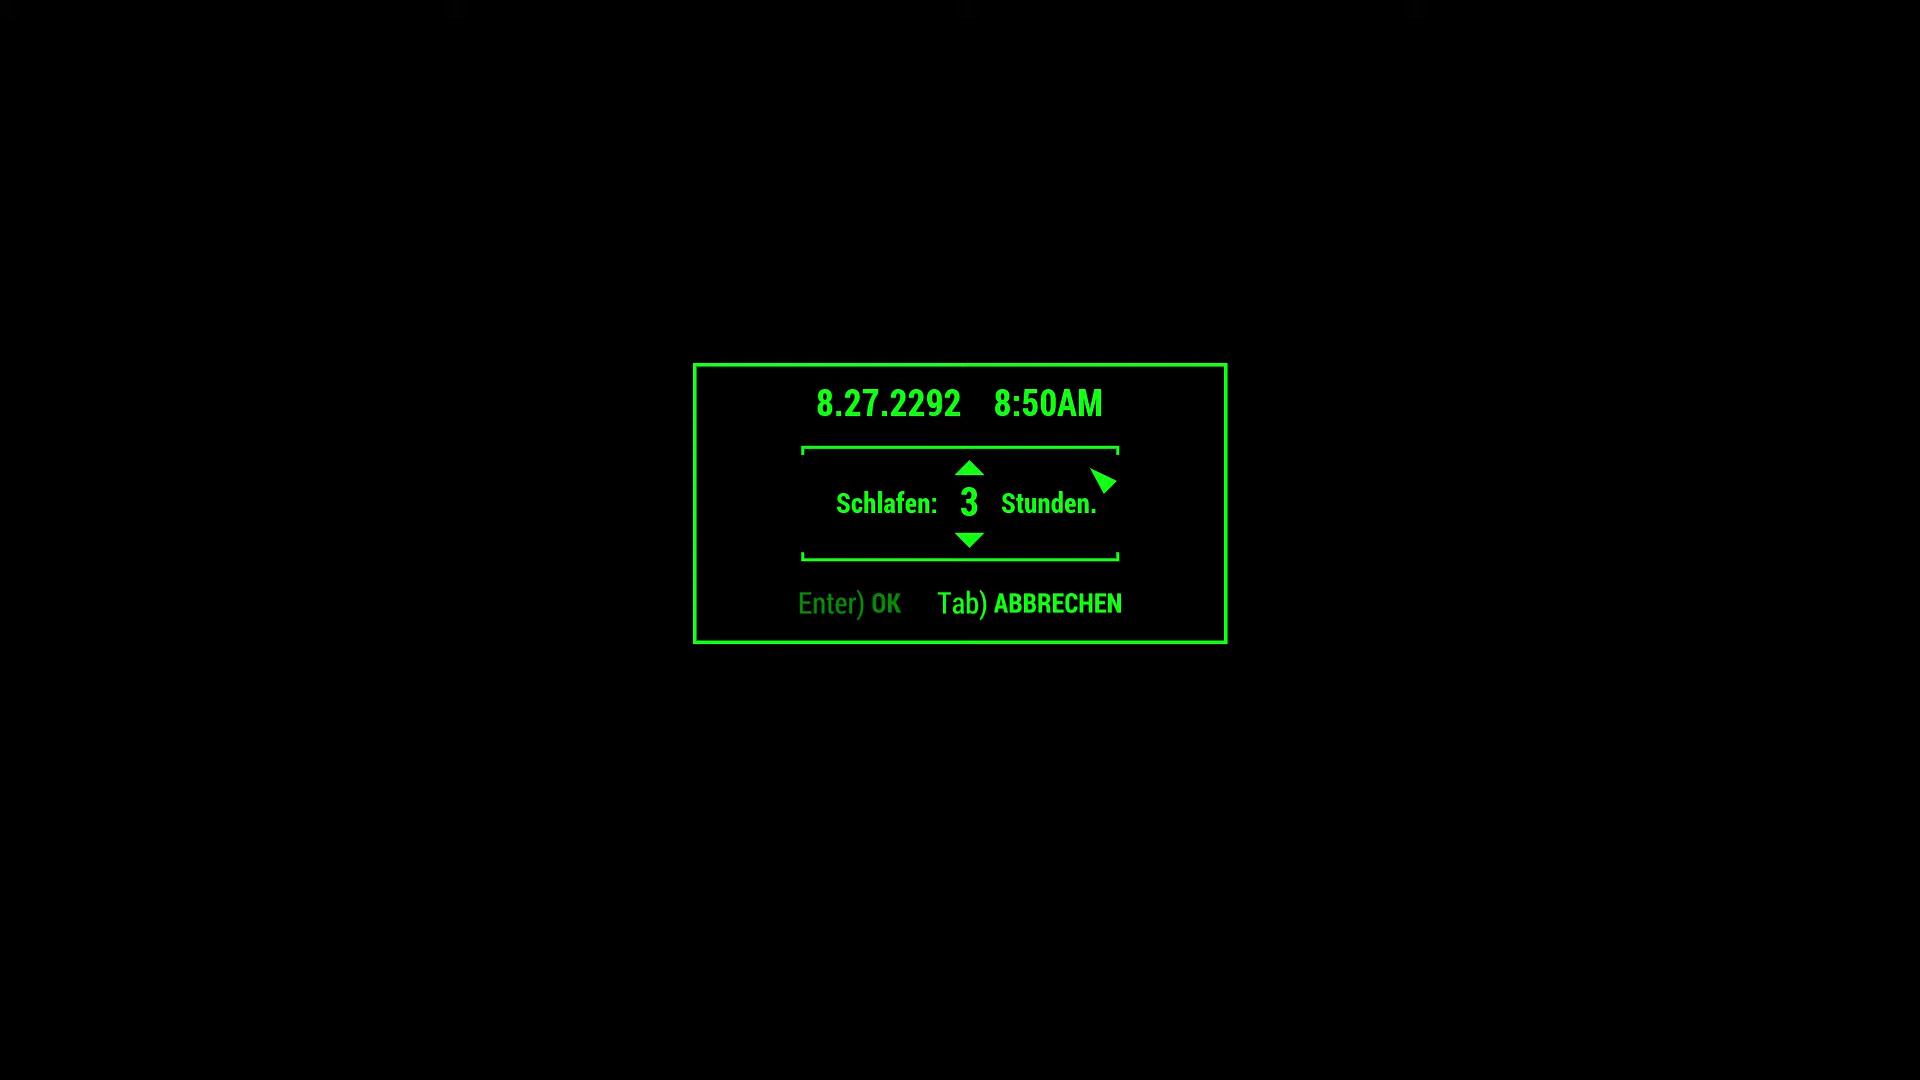 8.27.2292 8:50AM
Schlafen: 3 Stunden.
Enter) OK Tab) ABBRECHEN